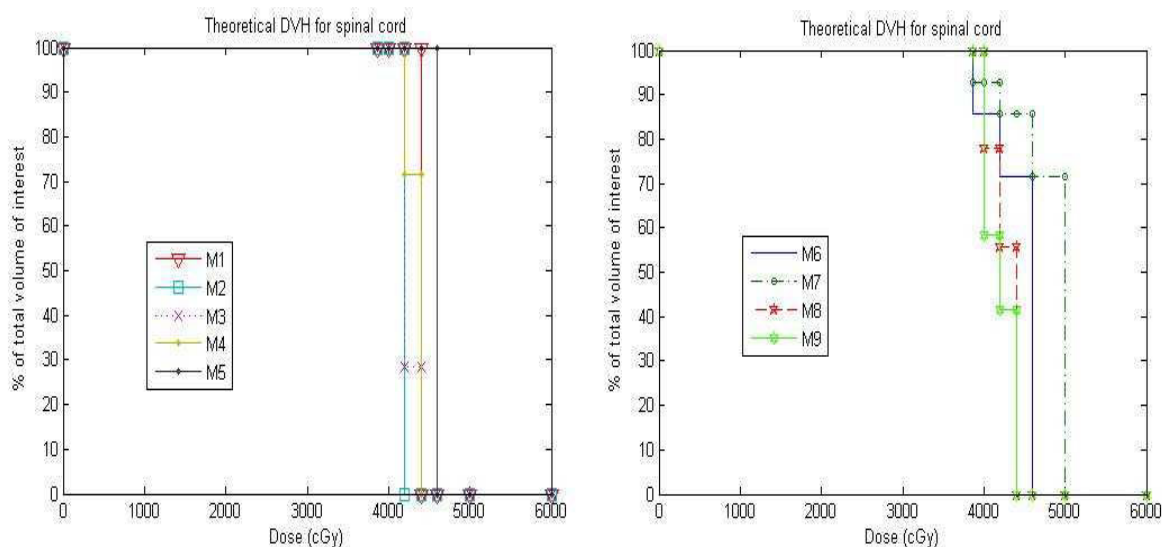 Theoretical DVH for spinal cord
% of total volume of interest
100
90
80
70
60
50
40
30
20
10
0
M1
M2
M3
M4
M5
0 1000 2000 3000 4000 5000 6000
Dose (cGy)
Theoretical DVH for spinal cord
% of total volume of interest
100
90
80
70
60
50
40
30
20
10
0
M6
M7
M8
M9
0 1000 2000 3000 4000 5000 6000
Dose (cGy)